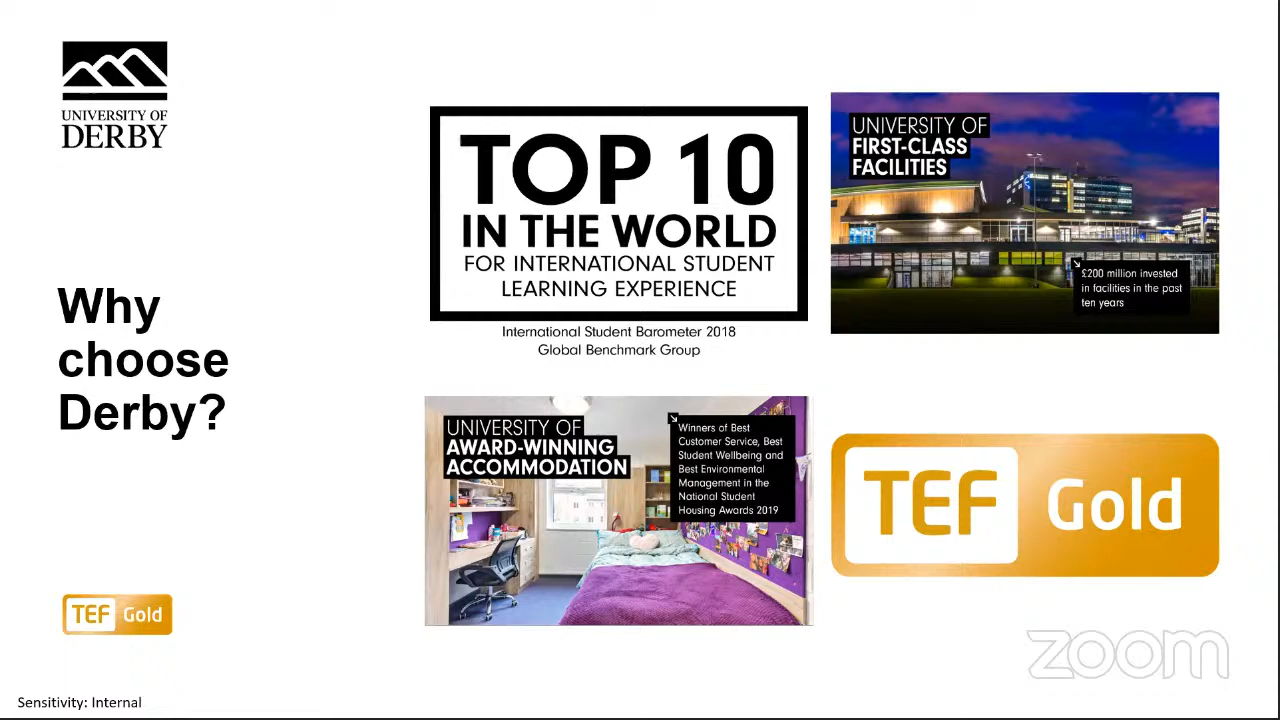 UNIVERSITY OF
DERBY
Why
choose
Derby?
TEF Gold
Sensitivity: Internal
TOP 10
IN THE WORLD
FOR INTERNATIONAL STUDENT
LEARNING EXPERIENCE
International Student Barometer 2018
Global Benchmark Group
UNIVERSITY OF
FIRST-CLASS
FACILITIES
£200 million invested
in facilities in the past
ten years
UNIVERSITY OF
AWARD-WINNING
ACCOMMODATION
Winners of Best
Customer Service, Best
Student Wellbeing and
Best Environmental
Management in the
National Student
Housing Awards 2019
TEF Gold
zoom